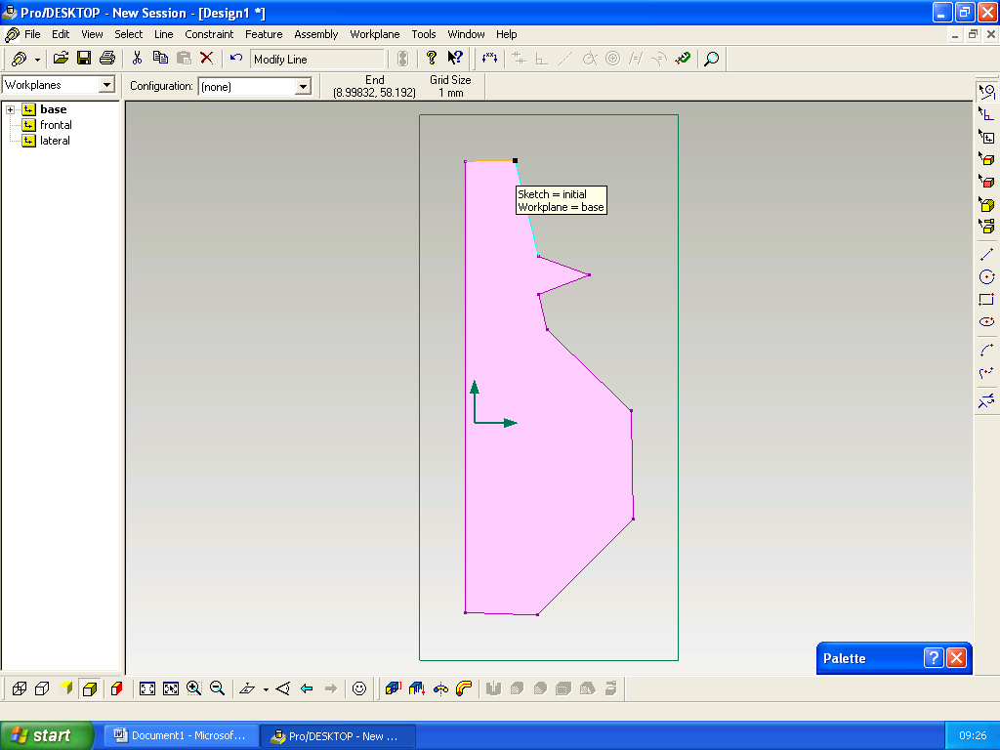 Pro/DESKTOP - New Session - [Design1 *]
File Edit View Select Line Constraint Feature Assembly Workplane Tools Window Help
Modify Line
Workplanes
Configuration: (none)
End
(8.99832, 58.192)
Grid Size
1 mm
base
frontal
lateral
Sketch = initial
Workplane = base
Palette
start
Document1 - Microsof...
Pro/DESKTOP - New ...
09:26